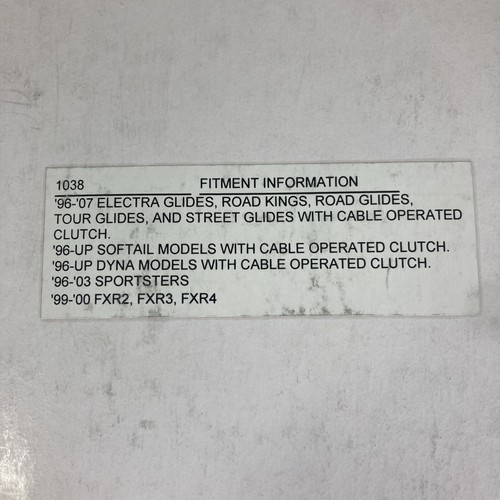 1038 FITMENT INFORMATION
'96-'07 ELECTRA GLIDES, ROAD KINGS, ROAD GLIDES,
TOUR GLIDES, AND STREET GLIDES WITH CABLE OPERATED
CLUTCH.
'96-UP SOFTAIL MODELS WITH CABLE OPERATED CLUTCH.
'96-UP DYNA MODELS WITH CABLE OPERATED CLUTCH.
'96-'03 SPORTSTERS
'99-'00 FXR2, FXR3, FXR4